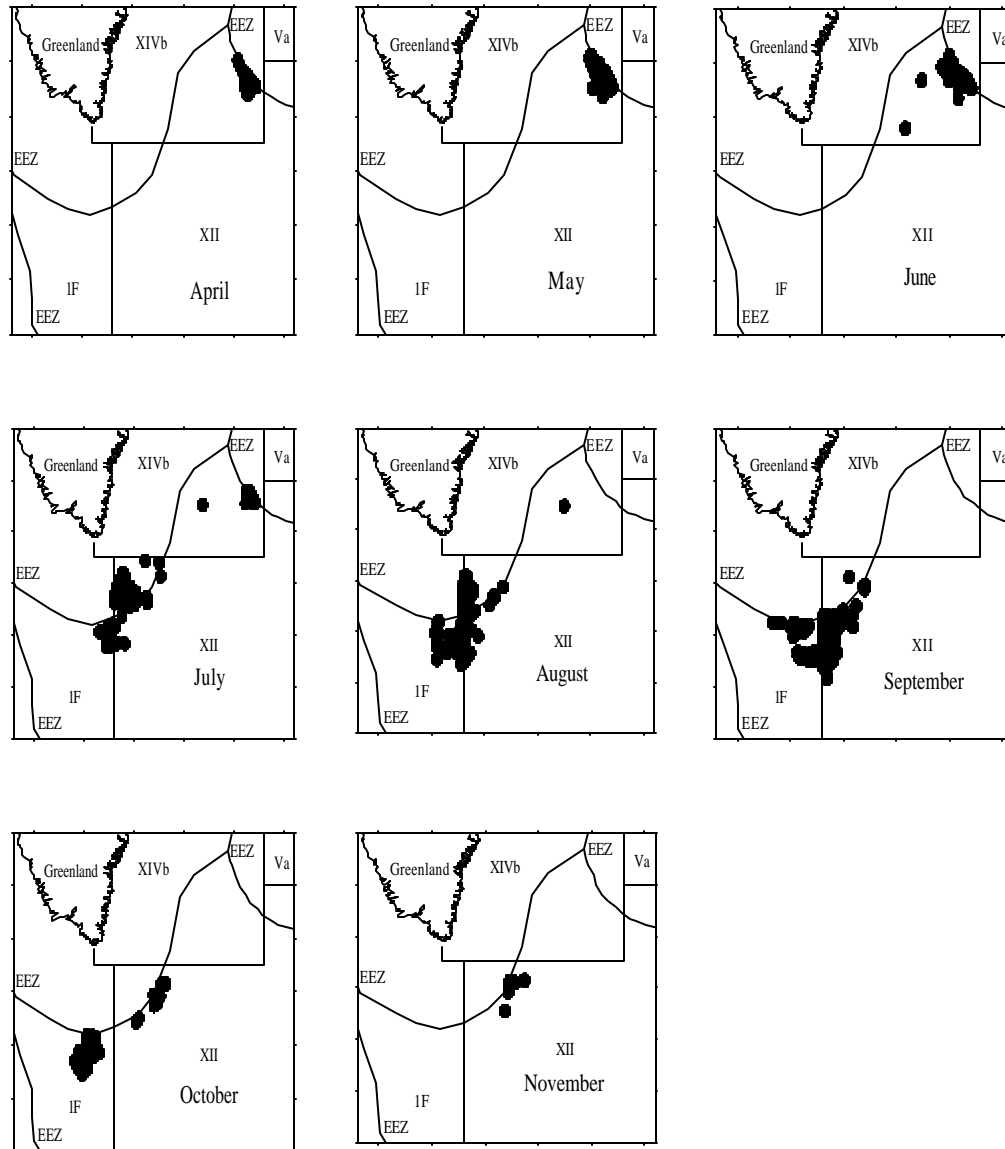 Greenland XIVb EEZ Va
EEZ
XII
1F April
EEZ
Greenland XIVb EEZ Va
EEZ
XII
1F May
EEZ
Greenland XIVb EEZ Va
EEZ
XII
1F June
EEZ
Greenland XIVb EEZ Va
EEZ
XII
1F July
EEZ
Greenland XIVb EEZ Va
EEZ
XII
1F August
EEZ
Greenland XIVb EEZ Va
EEZ
XII
1F September
EEZ
Greenland XIVb EEZ Va
EEZ
XII
1F October
EEZ
Greenland XIVb EEZ Va
EEZ
XII
1F November
EEZ